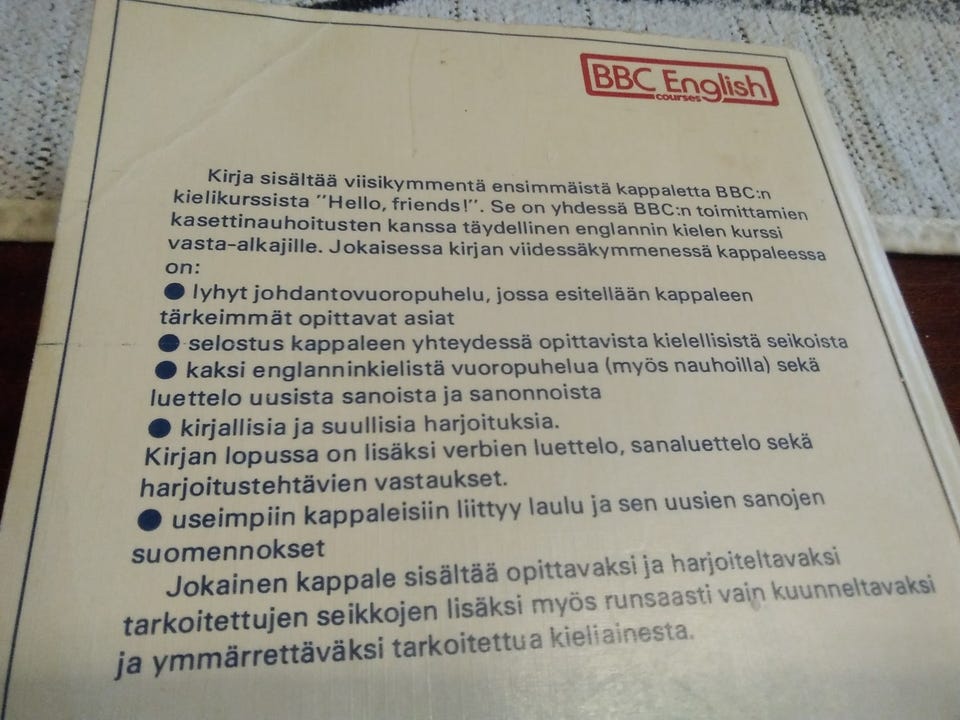 BBC English
courses
Kirja sisältää viisikymmentä ensimmäistä kappaletta BBC:n
kielikurssista "Hello, friends!". Se on yhdessä BBC:n toimittamien
kasettinauhoitusten kanssa täydellinen englannin kielen kurssi
vasta-alkajille. Jokaisessa kirjan viidessäkymmenessä kappaleessa
on:
● lyhyt johdantovuoropuhelu, jossa esitellään kappaleen
tärkeimmät opittavat asiat
● selostus kappaleen yhteydessä opittavista kielellisistä seikoista
● kaksi englanninkielistä vuoropuhelua (myös nauhoilla) sekä
luettelo uusista sanoista ja sanonnoista
● kirjallisia ja suullisia harjoituksia.
Kirjan lopussa on lisäksi verbien luettelo, sanaluettelo sekä
harjoitustehtävien vastaukset.
● useimpiin kappaleisiin liittyy laulu ja sen uusien sanojen
suomennokset
Jokainen kappale sisältää opittavaksi ja harjoiteltavaksi
tarkoitettujen seikkojen lisäksi myös runsaasti vain kuunneltavaksi
ja ymmärrettäväksi tarkoitettua kieliainesta.